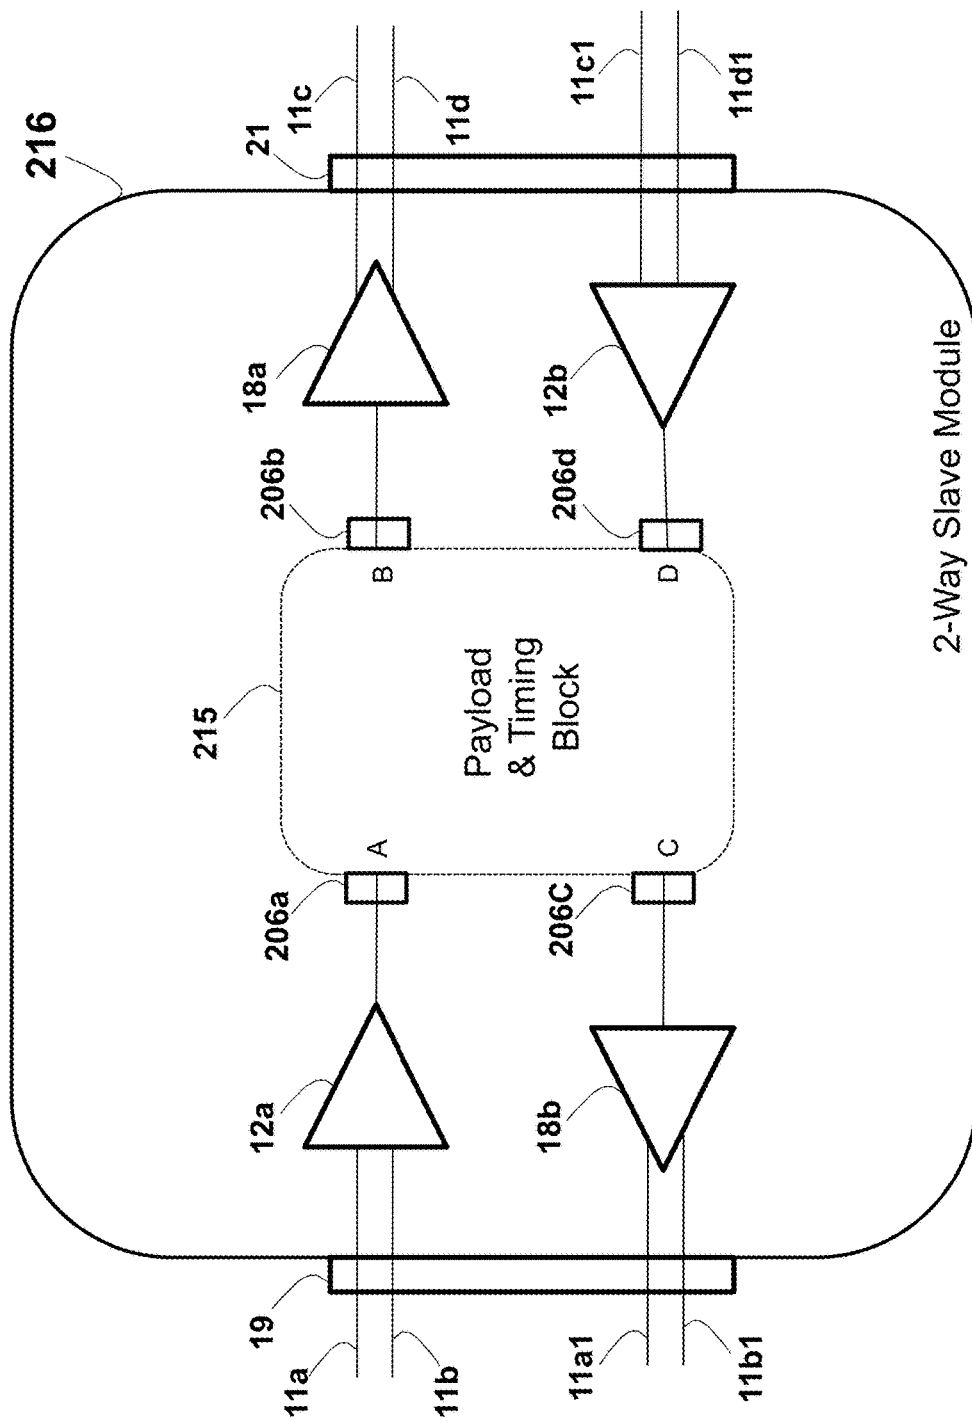 216
11c
11d
11c1
11d1
21
18a
12b
206b
206d
B
D
215
Payload
& Timing
Block
A
C
206a
206C
12a
18b
19
11a
11b
11a1
11b1
2-Way Slave Module